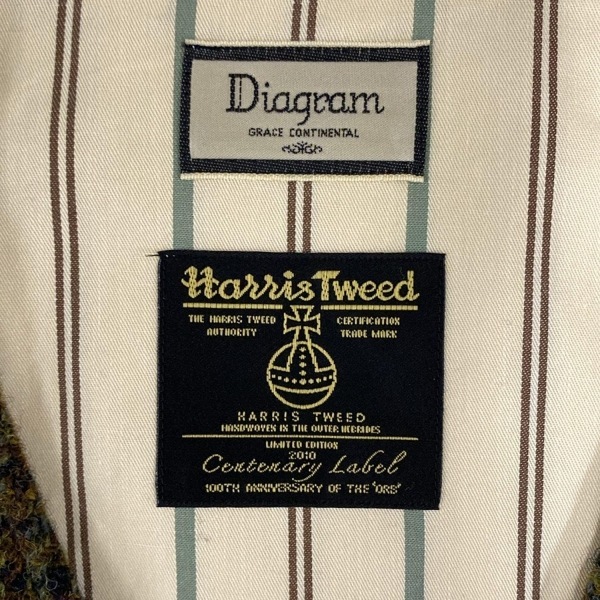 Diagram
GRACE CONTINENTAL
Harris Tweed
THE HARRIS TWEED CERTIFICATION
AUTHORITY TRADE MARK
HARRIS TWEED
HANDWOVEN IN THE OUTER HEBRIDES
LIMITED EDITION
2010
Centenary Label
100TH ANNIVERSARY OF THE 'ORB'